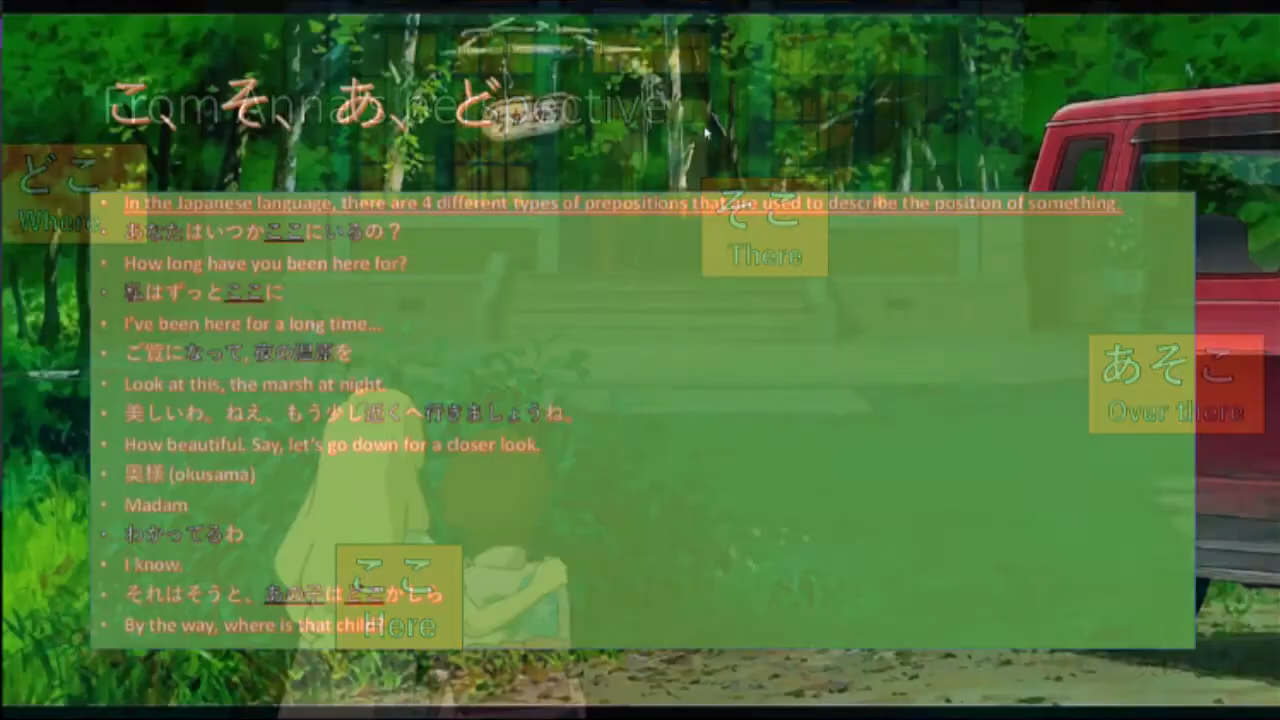 こ、そ、あ、ど
From Anna's perspective
どこ
Where
そこ
There
あそこ
Over there
ここ
Here
• In the Japanese language, there are 4 different types of prepositions that are used to describe the position of something.
• あなたはいつかここにいるの？
• How long have you been here for?
• 私はずっとここに
• I've been here for a long time...
• ご覧になって, 夜の湿原を
• Look at this, the marsh at night.
• 美しいわ。ねえ、もう少し近くへ行きましょうね。
• How beautiful. Say, let's go down for a closer look.
• 奥様 (okusama)
• Madam
• わかってるわ
• I know.
• それはそうと、あの子はどこかしら
• By the way, where is that child?